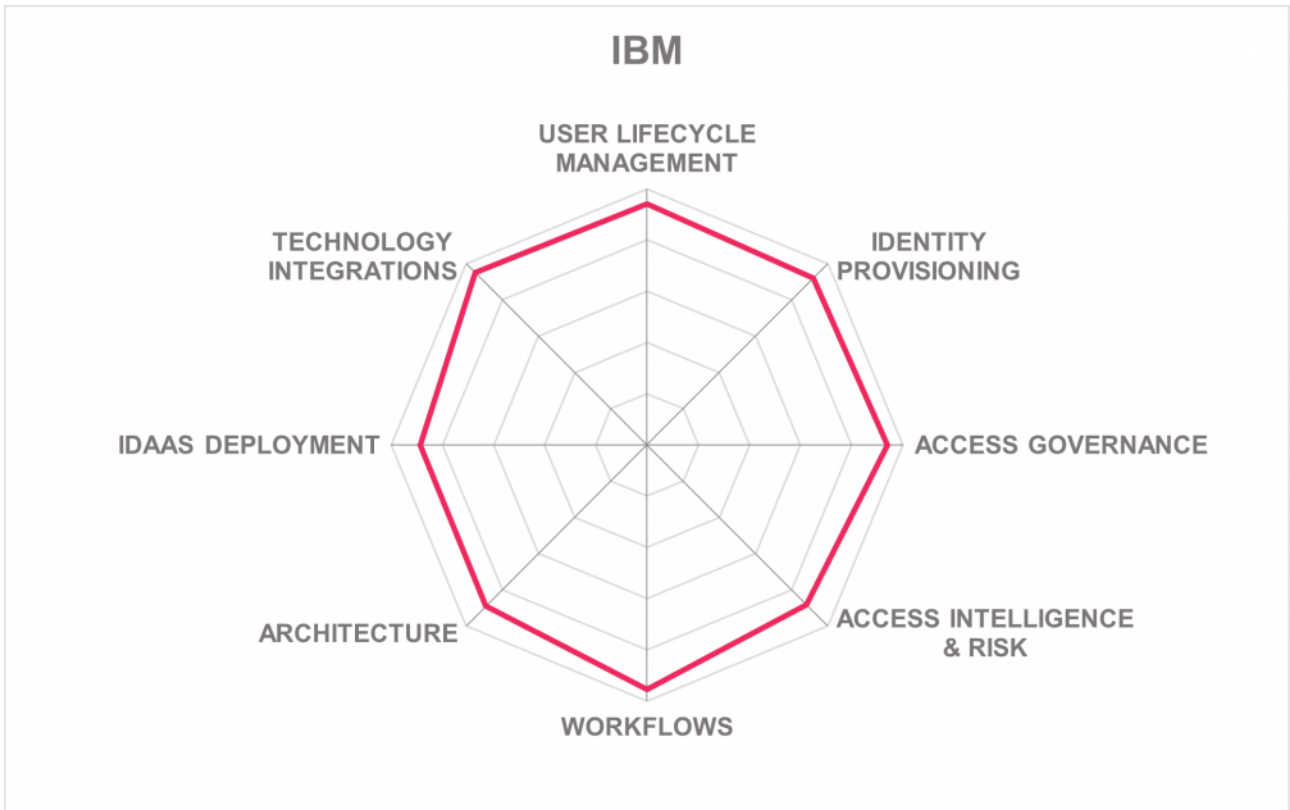 IBM
USER LIFECYCLE
MANAGEMENT
TECHNOLOGY
INTEGRATIONS
IDENTITY
PROVISIONING
IDAAS DEPLOYMENT
ACCESS GOVERNANCE
ARCHITECTURE
ACCESS INTELLIGENCE
& RISK
WORKFLOWS